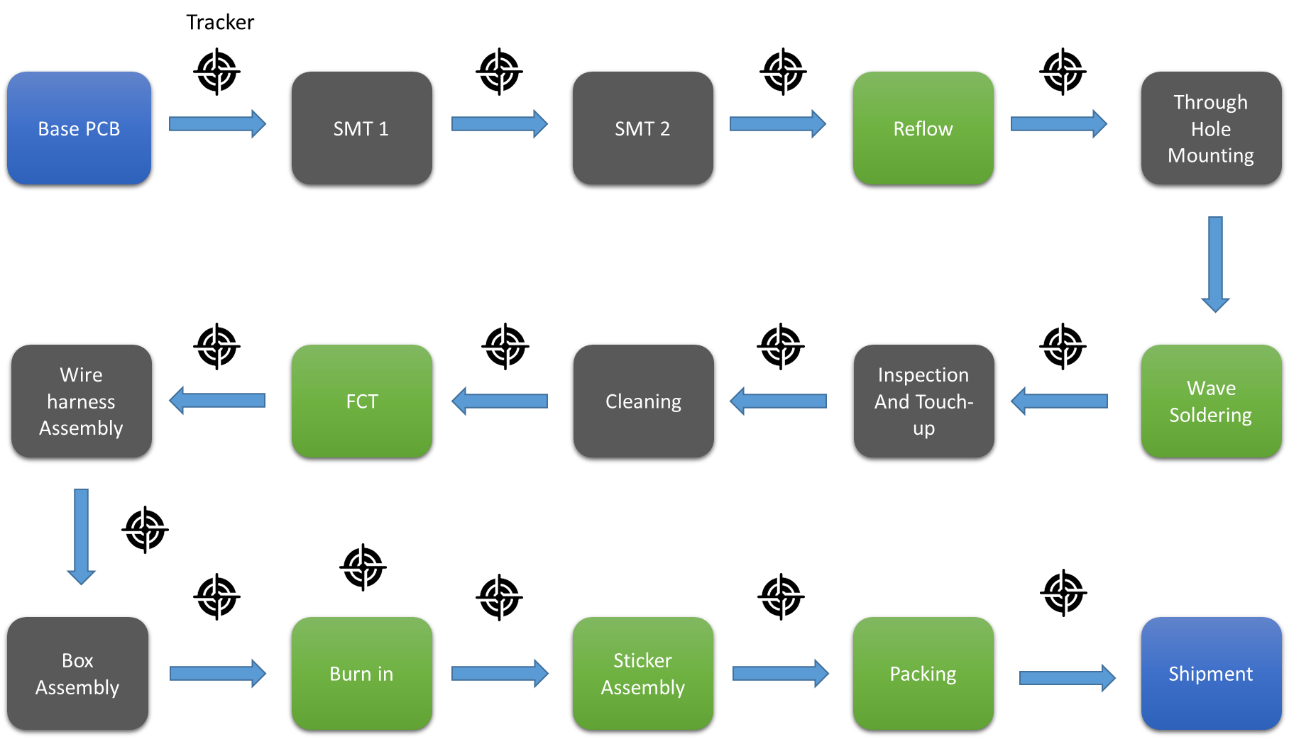 Tracker
Base PCB
SMT 1
SMT 2
Reflow
Through
Hole
Mounting
Wire
harness
Assembly
FCT
Cleaning
Inspection
And Touch-
up
Wave
Soldering
Box
Assembly
Burn in
Sticker
Assembly
Packing
Shipment